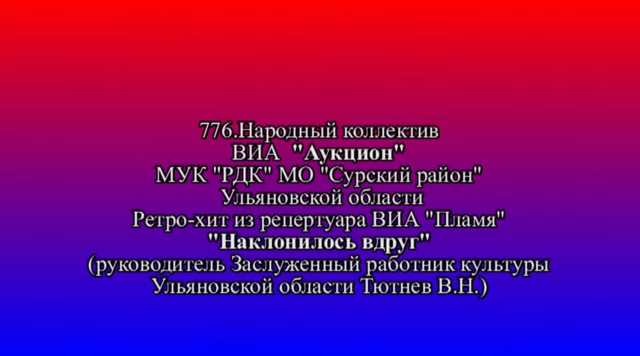 776.Народный коллектив
ВИА "Аукцион"
МУК "РДК" МО "Сурский район"
Ульяновской области
Ретро-хит из репертуара ВИА "Пламя"
"Наклонилось вдруг"
(руководитель Заслуженный работник культуры
Ульяновской области Тютнев В.Н.)